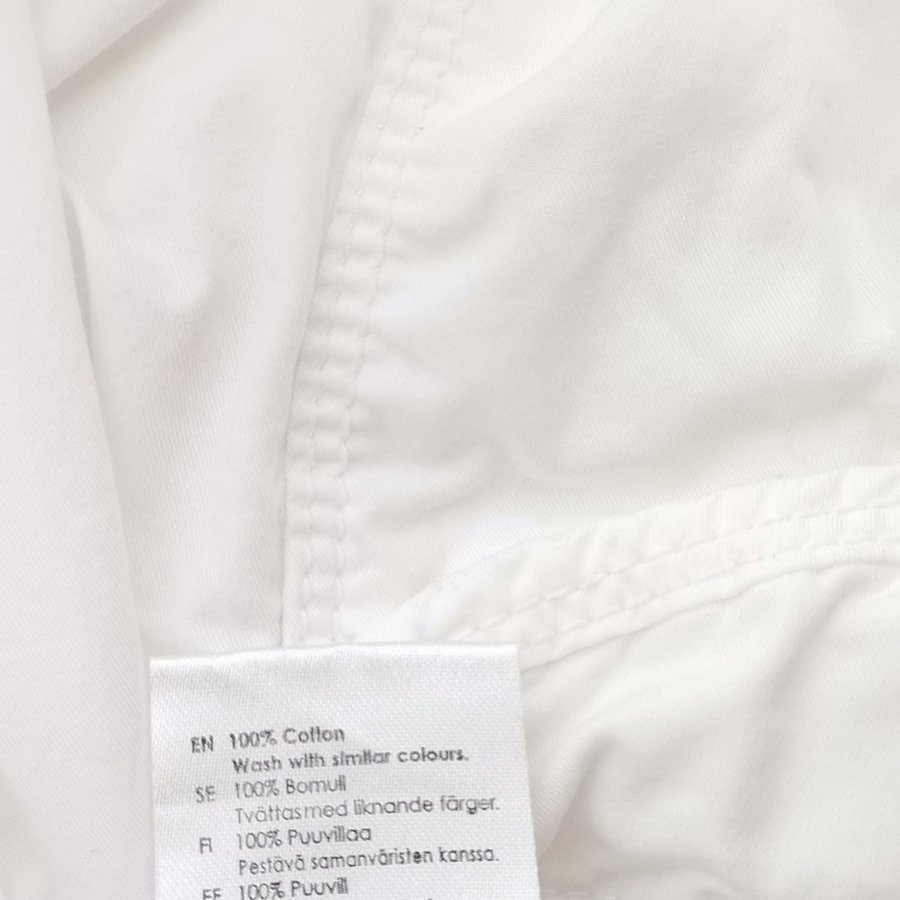 EN 100% Cotton
Wash with similar colours.
SE 100% Bomull
Tvättas med liknande färger.
FI 100% Puuvillaa
Pestävä samanväristen kanssa.
EE 100% Puuvill